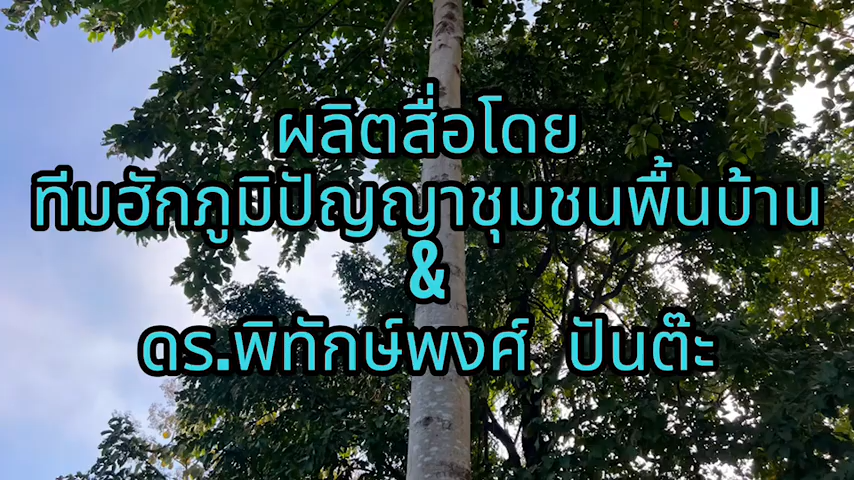 ผลิตสื่อโดย
ทีมฮักภูมิปัญญาชุมชนพื้นบ้าน
&
ดร.พิทักษ์พงศ์ ปันต๊ะ